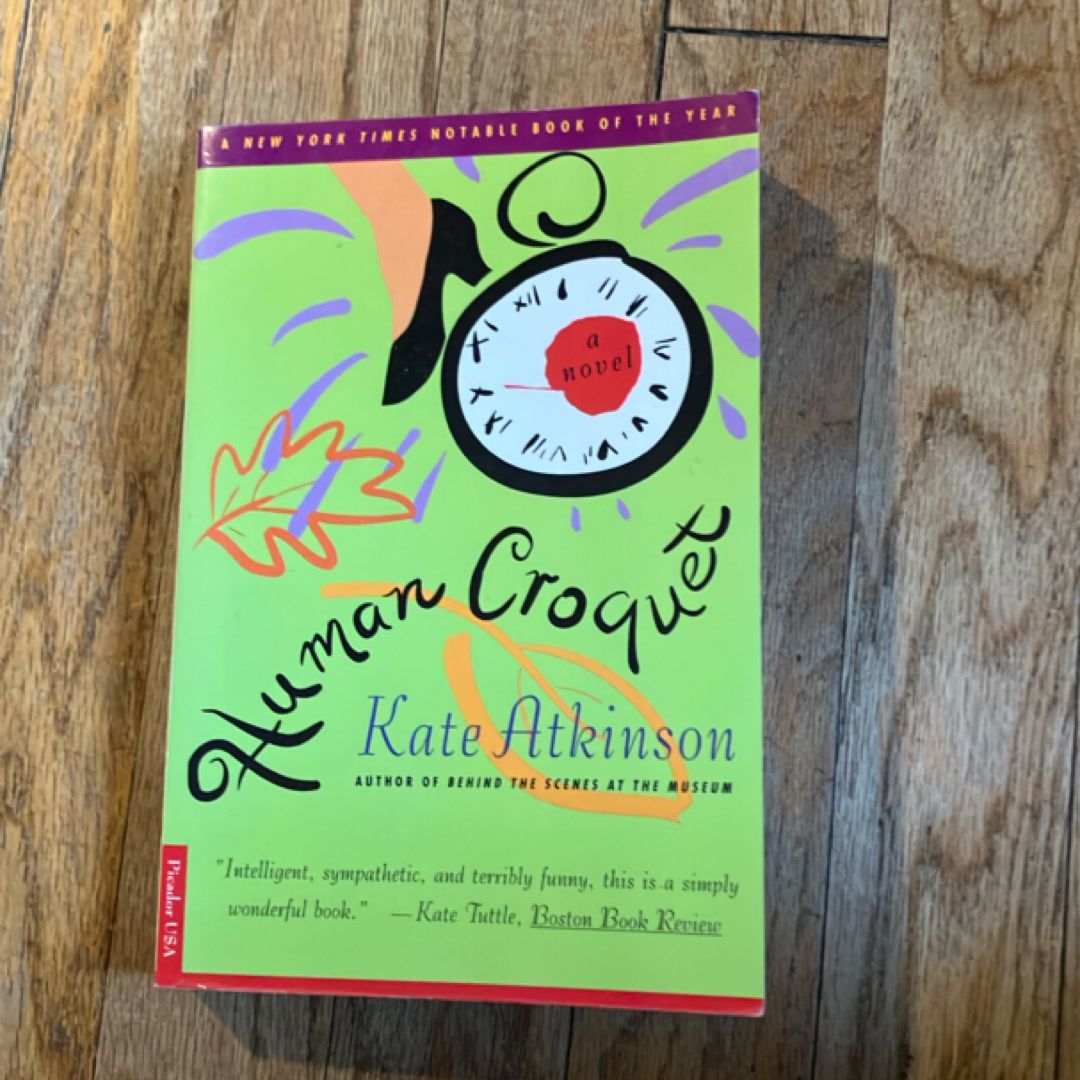 A NEW YORK TIMES NOTABLE BOOK OF THE YEAR
a
novel
Human Croquet
Kate Atkinson
AUTHOR OF BEHIND THE SCENES AT THE MUSEUM
"Intelligent, sympathetic, and terribly funny, this is a simply
wonderful book." —Kate Tuttle, Boston Book Review
Picador USA